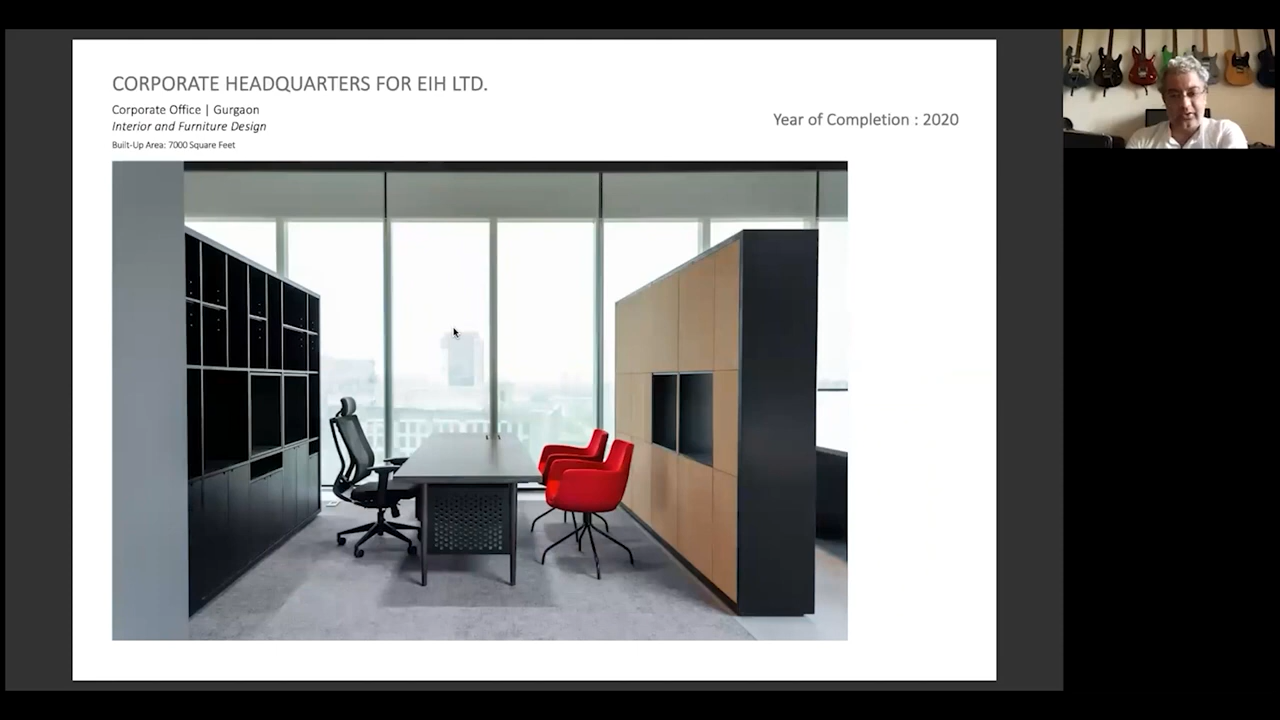 CORPORATE HEADQUARTERS FOR EIH LTD.
Corporate Office | Gurgaon
Interior and Furniture Design
Year of Completion : 2020
Built-Up Area: 7000 Square Feet